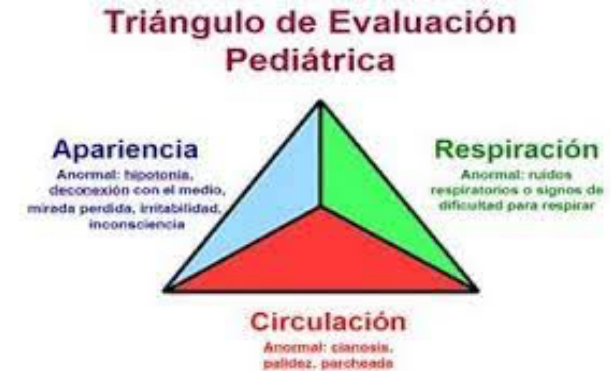 Triángulo de Evaluación
Pediátrica
Apariencia
Anormal: hipotonía,
deconexión con el medio,
mirada perdida, irritabilidad,
inconsciencia
Respiración
Anormal: ruidos
respiratorios o signos de
dificultad para respirar
Circulación
Anormal: cianosis,
palidez, parcheada